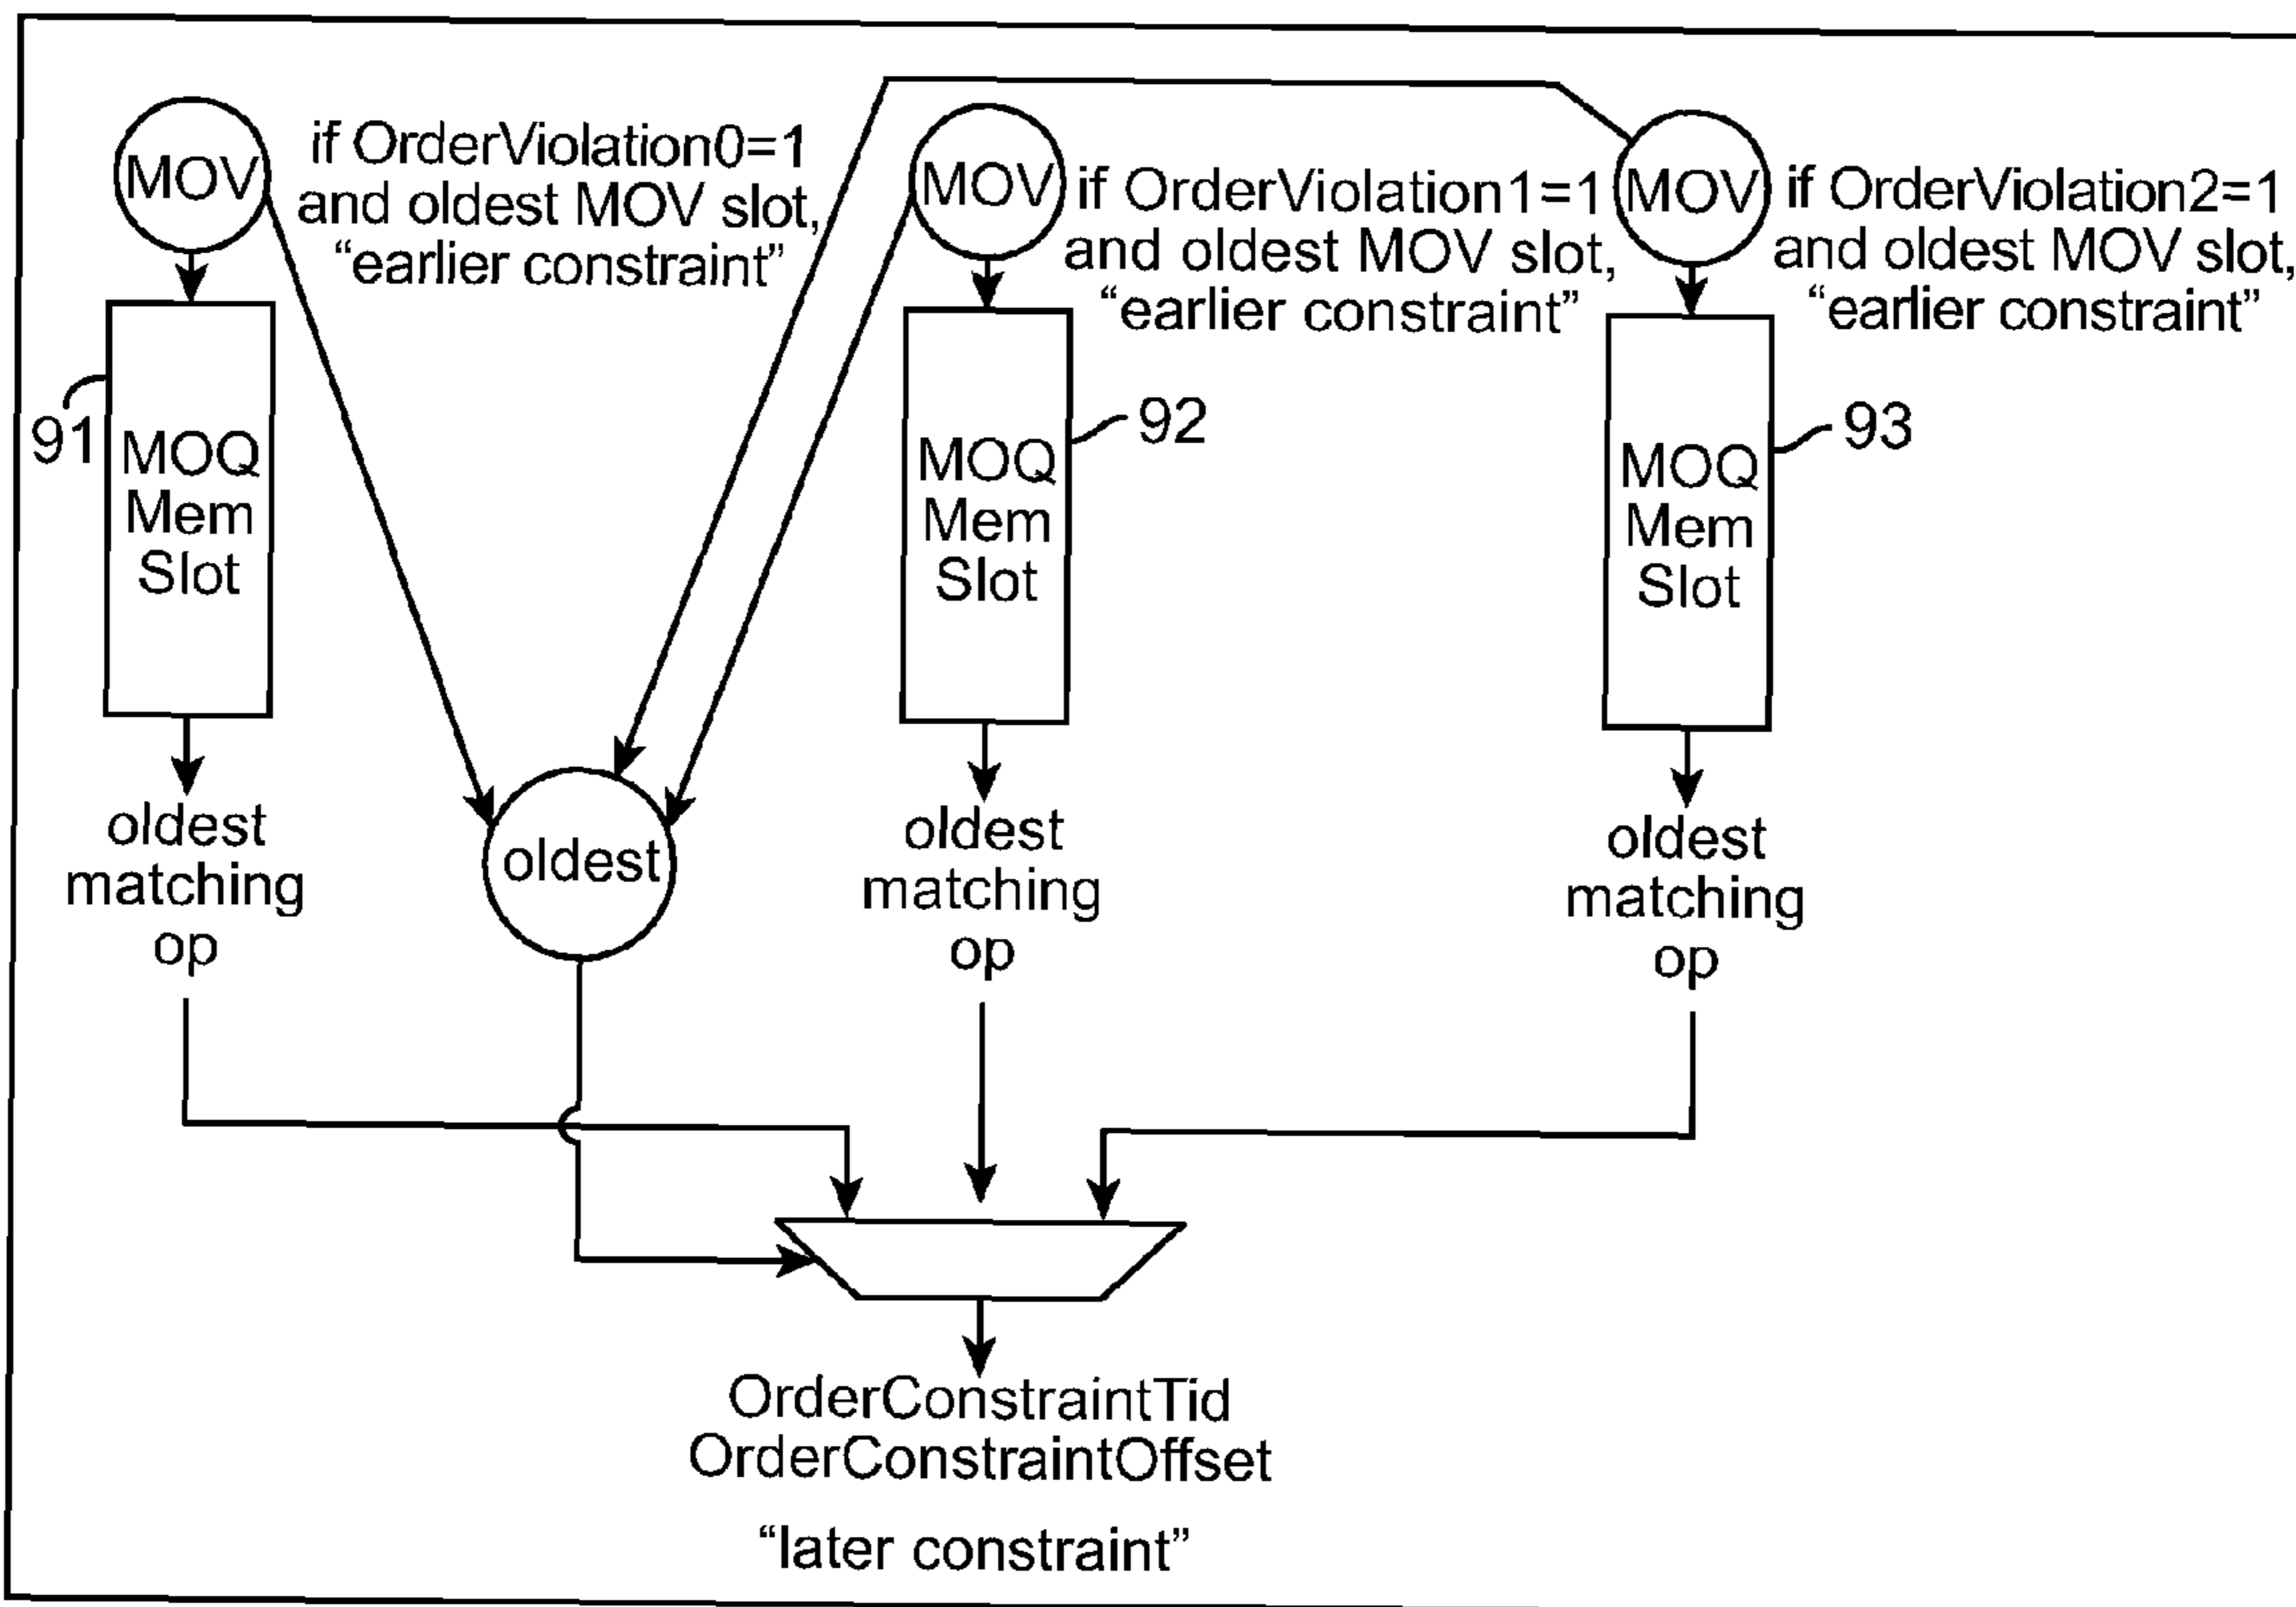 MOV
if OrderViolation0=1
and oldest MOV slot,
“earlier constraint”
MOV
if OrderViolation1=1
and oldest MOV slot,
“earlier constraint”
MOV
if OrderViolation2=1
and oldest MOV slot,
“earlier constraint”
91
MOQ
Mem
Slot
92
MOQ
Mem
Slot
93
MOQ
Mem
Slot
oldest
matching
op
oldest
oldest
matching
op
oldest
matching
op
OrderConstraintTid
OrderConstraintOffset
“later constraint”